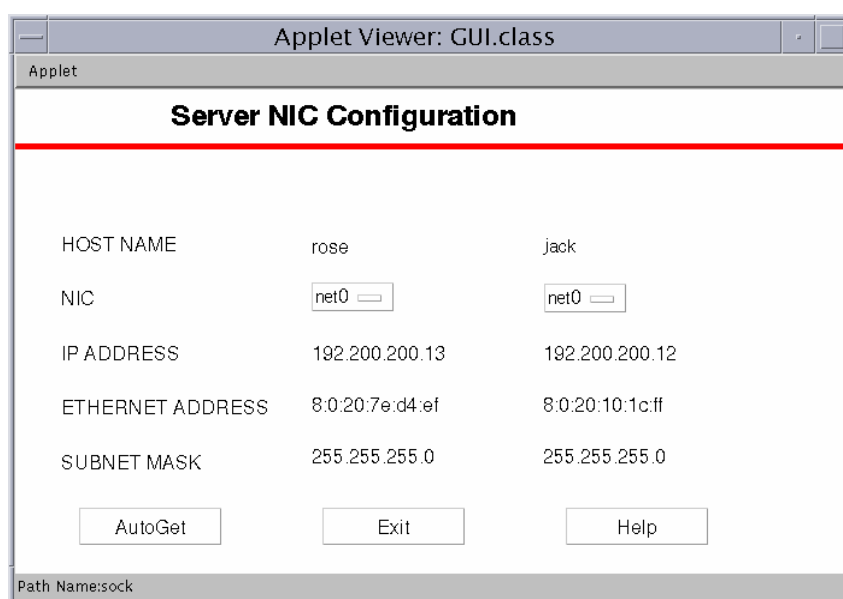 Applet Viewer: GUI.class
Applet
Server NIC Configuration
HOST NAME rose jack
NIC net0 net0
IP ADDRESS 192.200.200.13 192.200.200.12
ETHERNET ADDRESS 8:0:20:7e:d4:ef 8:0:20:10:1c:ff
SUBNET MASK 255.255.255.0 255.255.255.0
AutoGet Exit Help
Path Name:sock